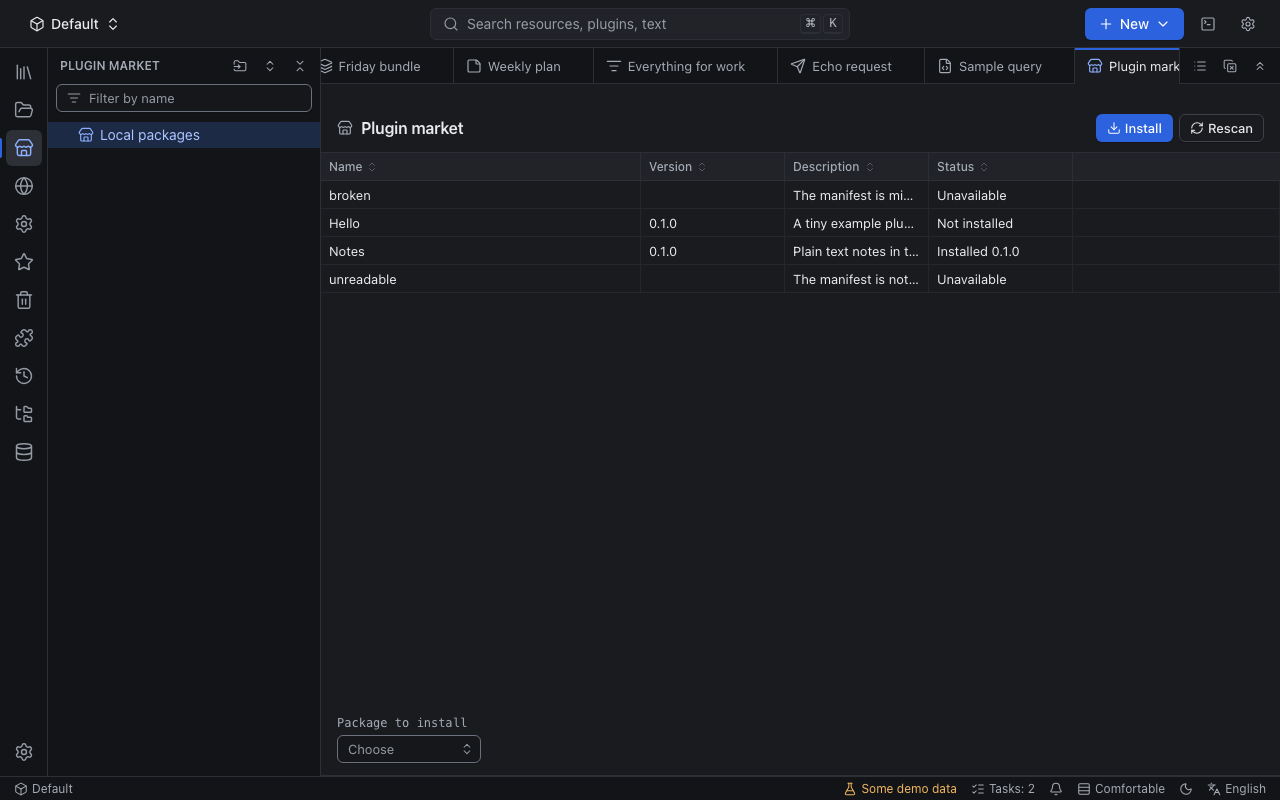 Default
Search resources, plugins, text
⌘ K
New
PLUGIN MARKET
Friday bundle
Weekly plan
Everything for work
Echo request
Sample query
Plugin mark
Filter by name
Local packages
Plugin market
Install
Rescan
Name Version Description Status
broken The manifest is mi... Unavailable
Hello 0.1.0 A tiny example plu... Not installed
Notes 0.1.0 Plain text notes in t... Installed 0.1.0
unreadable The manifest is not... Unavailable
Package to install
Choose
Default
Some demo data
Tasks: 2
Comfortable
English